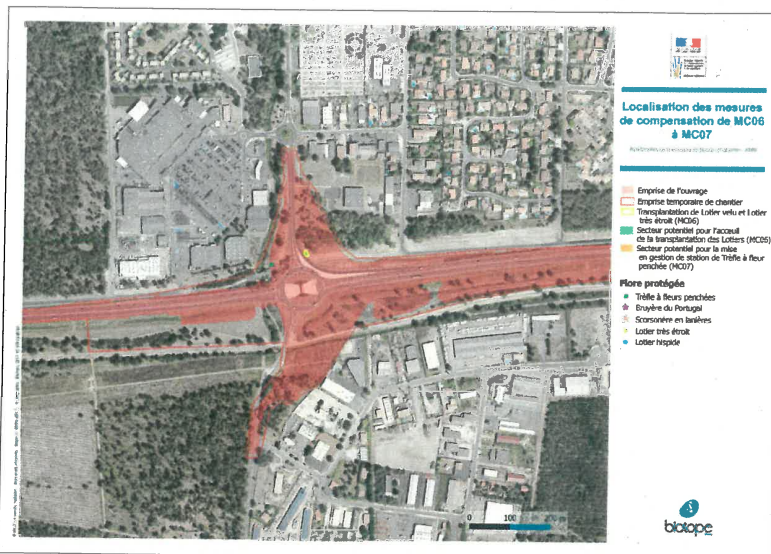 Localisation des mesures
de compensation de MC06
à MC07
Emprise de l'ouvrage
Emprise temporaire de chantier
Transplantation de Lotier velu et Lotier
très étroit (MC06)
Secteur potentiel pour l'acceuil
de la transplantation des Lotiers (MC06)
Secteur potentiel pour la mise
en gestion de station de Trèfle à fleur
penchée (MC07)
Flore protégée
Trèfle à fleurs penchées
Bruyère du Portugal
Scorsonère en lanières
Lotier très étroit
Lotier hispide
0 100 200 m
biotope